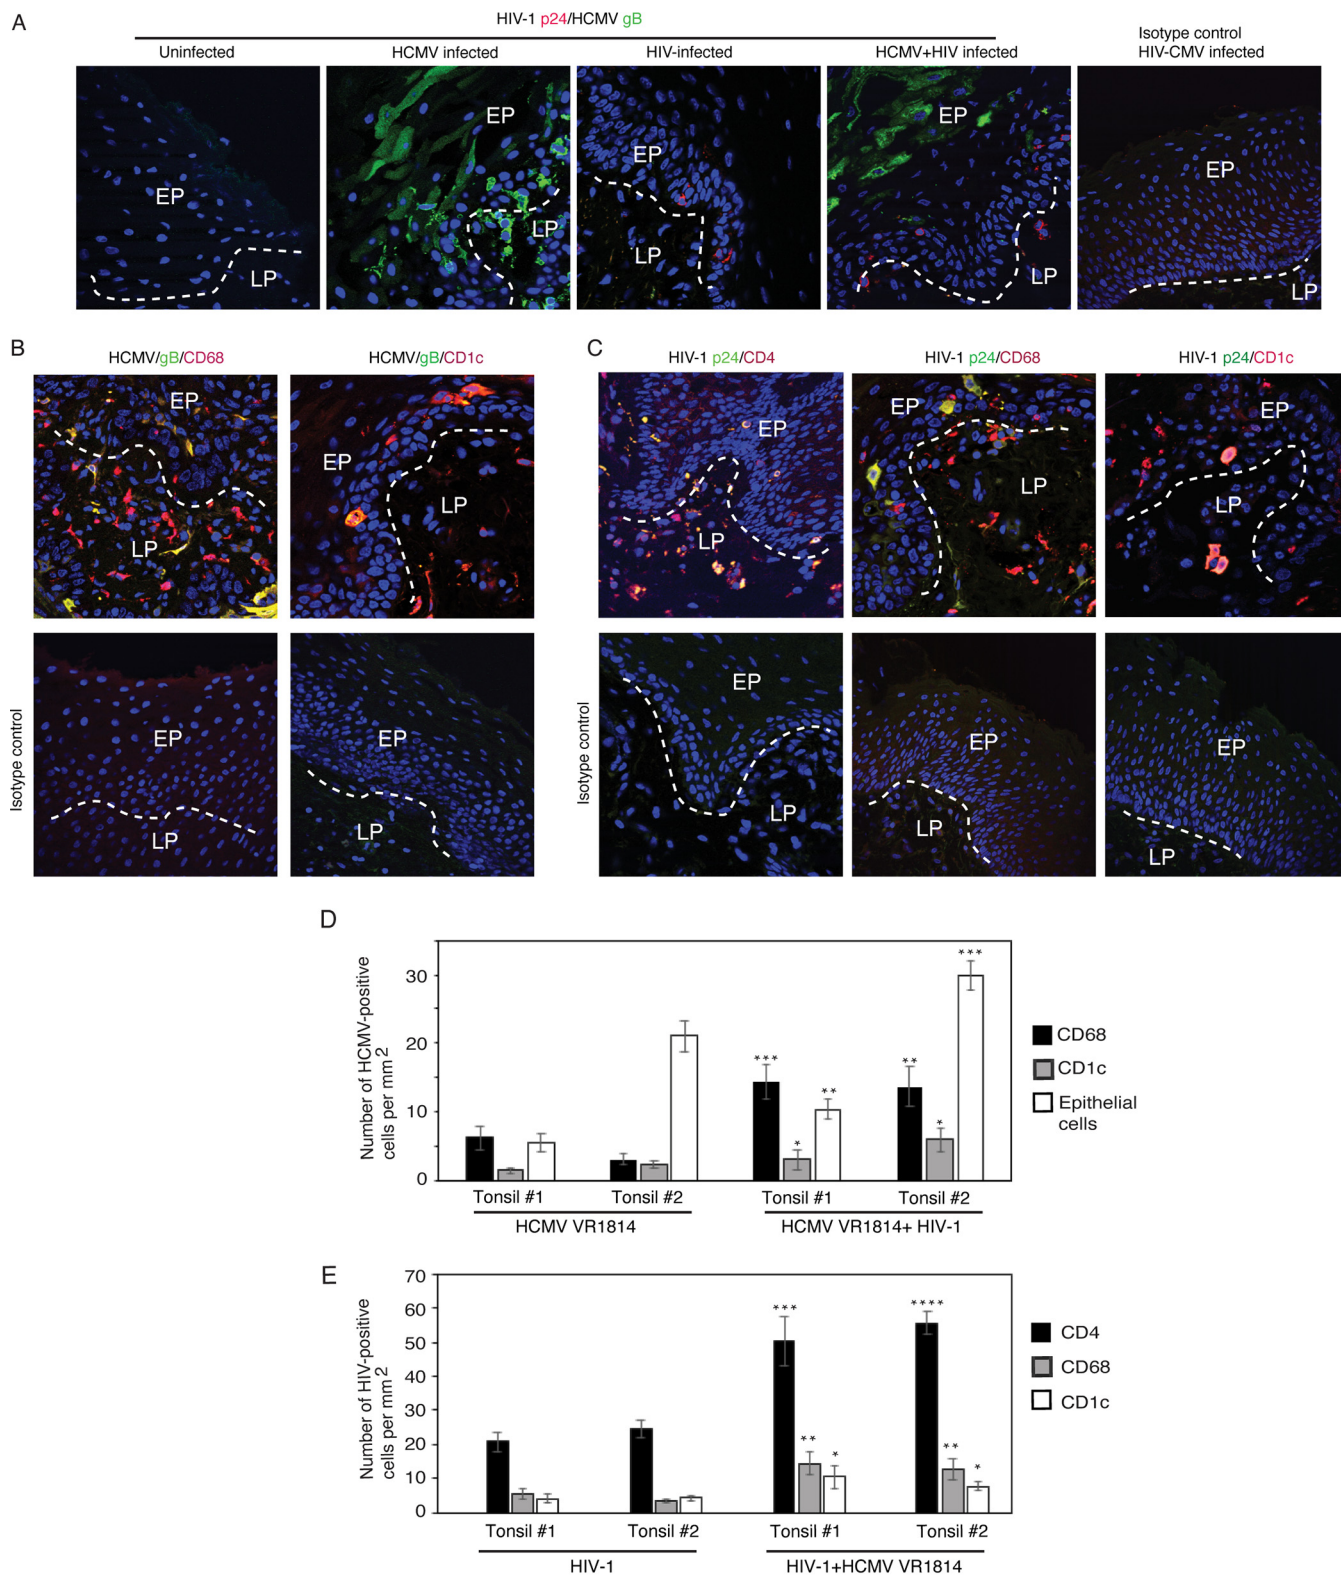 A
HIV-1 p24/HCMV gB
Uninfected
HCMV infected
HIV-infected
HCMV+HIV infected
Isotype control
HIV-CMV infected
EP
LP
EP
LP
EP
LP
EP
LP
EP
LP
B
HCMV/gB/CD68
HCMV/gB/CD1c
EP
LP
EP
LP
Isotype control
EP
LP
EP
LP
C
HIV-1 p24/CD4
HIV-1 p24/CD68
HIV-1 p24/CD1c
EP
LP
EP
LP
EP
LP
Isotype control
EP
LP
EP
LP
EP
LP
D
Number of HCMV-positive
cells per mm2
30
20
10
0
***
*
**
**
*
***
Tonsil #1
Tonsil #2
Tonsil #1
Tonsil #2
HCMV VR1814
HCMV VR1814+ HIV-1
CD68
CD1c
Epithelial
cells
E
Number of HIV-positive
cells per mm2
70
60
50
40
30
20
10
0
***
**
*
****
**
*
Tonsil #1
Tonsil #2
Tonsil #1
Tonsil #2
HIV-1
HIV-1+HCMV VR1814
CD4
CD68
CD1c